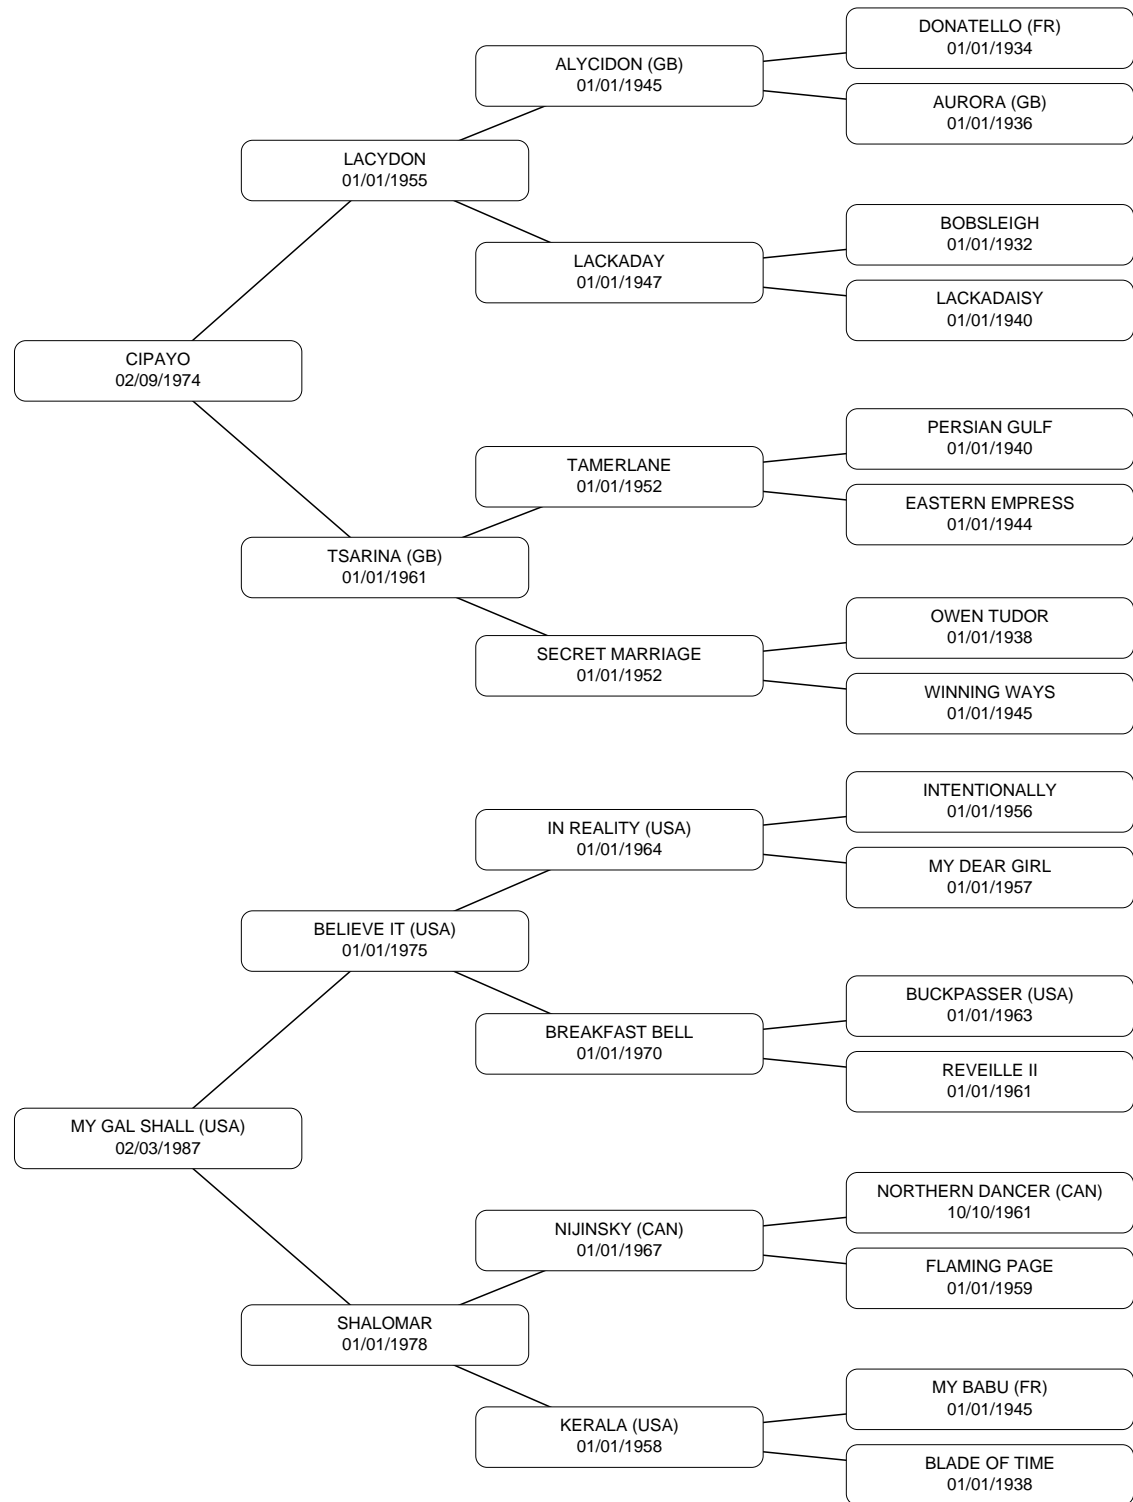 DONATELLO (FR)
01/01/1934
ALYCIDON (GB)
01/01/1945
AURORA (GB)
01/01/1936
LACYDON
01/01/1955
BOBSLEIGH
01/01/1932
LACKADAY
01/01/1947
LACKADAISY
01/01/1940
CIPAYO
02/09/1974
PERSIAN GULF
01/01/1940
TAMERLANE
01/01/1952
EASTERN EMPRESS
01/01/1944
TSARINA (GB)
01/01/1961
OWEN TUDOR
01/01/1938
SECRET MARRIAGE
01/01/1952
WINNING WAYS
01/01/1945
INTENTIONALLY
01/01/1956
IN REALITY (USA)
01/01/1964
MY DEAR GIRL
01/01/1957
BELIEVE IT (USA)
01/01/1975
BUCKPASSER (USA)
01/01/1963
BREAKFAST BELL
01/01/1970
REVEILLE II
01/01/1961
MY GAL SHALL (USA)
02/03/1987
NORTHERN DANCER (CAN)
10/10/1961
NIJINSKY (CAN)
01/01/1967
FLAMING PAGE
01/01/1959
SHALOMAR
01/01/1978
MY BABU (FR)
01/01/1945
KERALA (USA)
01/01/1958
BLADE OF TIME
01/01/1938